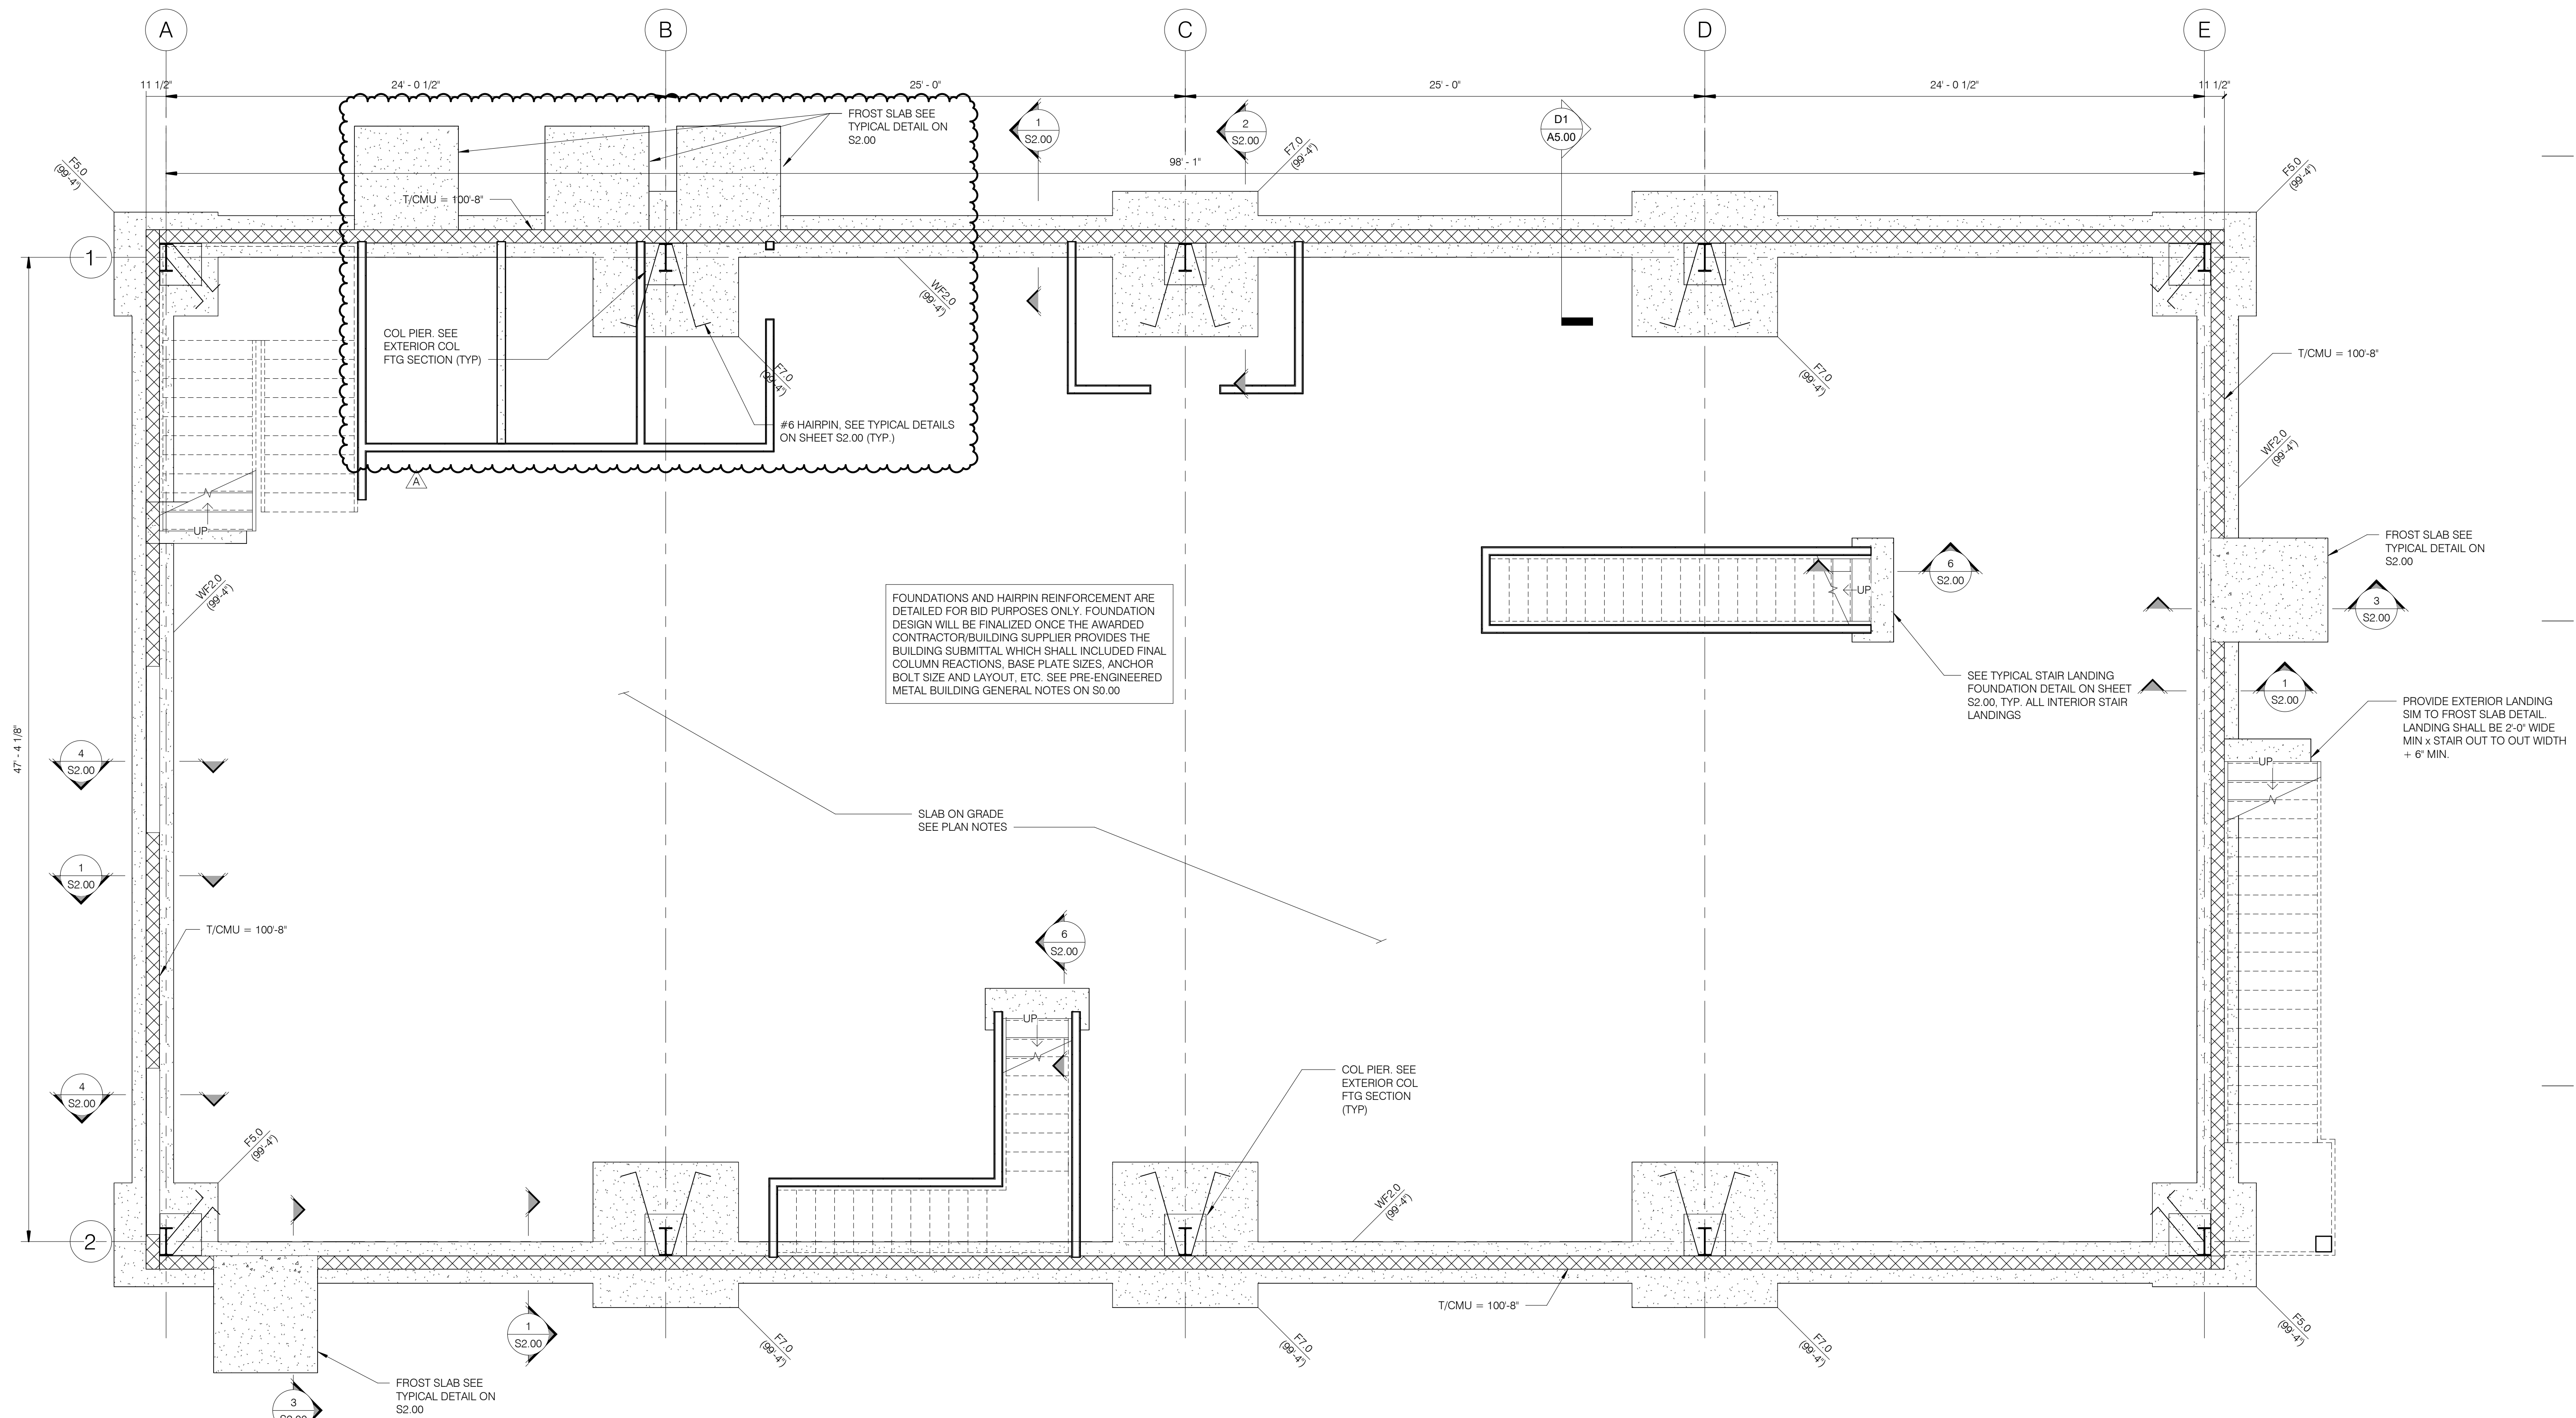 A
B
C
D
E
11 1/2"
24' - 0 1/2"
25' - 0"
25' - 0"
24' - 0 1/2"
11 1/2"
98' - 1"
FROST SLAB SEE
TYPICAL DETAIL ON
S2.00
1
S2.00
2
S2.00
D1
A5.00
F5.0
(99'-4")
F7.0
(99'-4")
F5.0
(99'-4")
T/CMU = 100'-8"
1
WF2.0
(99'-4")
COL PIER. SEE
EXTERIOR COL
FTG SECTION (TYP)
F7.0
(99'-4")
F7.0
(99'-4")
T/CMU = 100'-8"
#6 HAIRPIN, SEE TYPICAL DETAILS
ON SHEET S2.00 (TYP.)
WF2.0
(99'-4")
A
UP
FROST SLAB SEE
TYPICAL DETAIL ON
S2.00
6
S2.00
UP
3
S2.00
WF2.0
(99'-4")
FOUNDATIONS AND HAIRPIN REINFORCEMENT ARE
DETAILED FOR BID PURPOSES ONLY. FOUNDATION
DESIGN WILL BE FINALIZED ONCE THE AWARDED
CONTRACTOR/BUILDING SUPPLIER PROVIDES THE
BUILDING SUBMITTAL WHICH SHALL INCLUDED FINAL
COLUMN REACTIONS, BASE PLATE SIZES, ANCHOR
BOLT SIZE AND LAYOUT, ETC. SEE PRE-ENGINEERED
METAL BUILDING GENERAL NOTES ON S0.00
SEE TYPICAL STAIR LANDING
FOUNDATION DETAIL ON SHEET
S2.00, TYP. ALL INTERIOR STAIR
LANDINGS
1
S2.00
PROVIDE EXTERIOR LANDING
SIM TO FROST SLAB DETAIL.
LANDING SHALL BE 2'-0" WIDE
MIN x STAIR OUT TO OUT WIDTH
+ 6" MIN.
47' - 4 1/8"
4
S2.00
UP
SLAB ON GRADE
SEE PLAN NOTES
1
S2.00
T/CMU = 100'-8"
6
S2.00
UP
COL PIER. SEE
EXTERIOR COL
FTG SECTION
(TYP)
4
S2.00
F5.0
(99'-4")
WF2.0
(99'-4")
2
T/CMU = 100'-8"
1
S2.00
F7.0
(99'-4")
F7.0
(99'-4")
F7.0
(99'-4")
F5.0
(99'-4")
FROST SLAB SEE
TYPICAL DETAIL ON
S2.00
3
S2.00